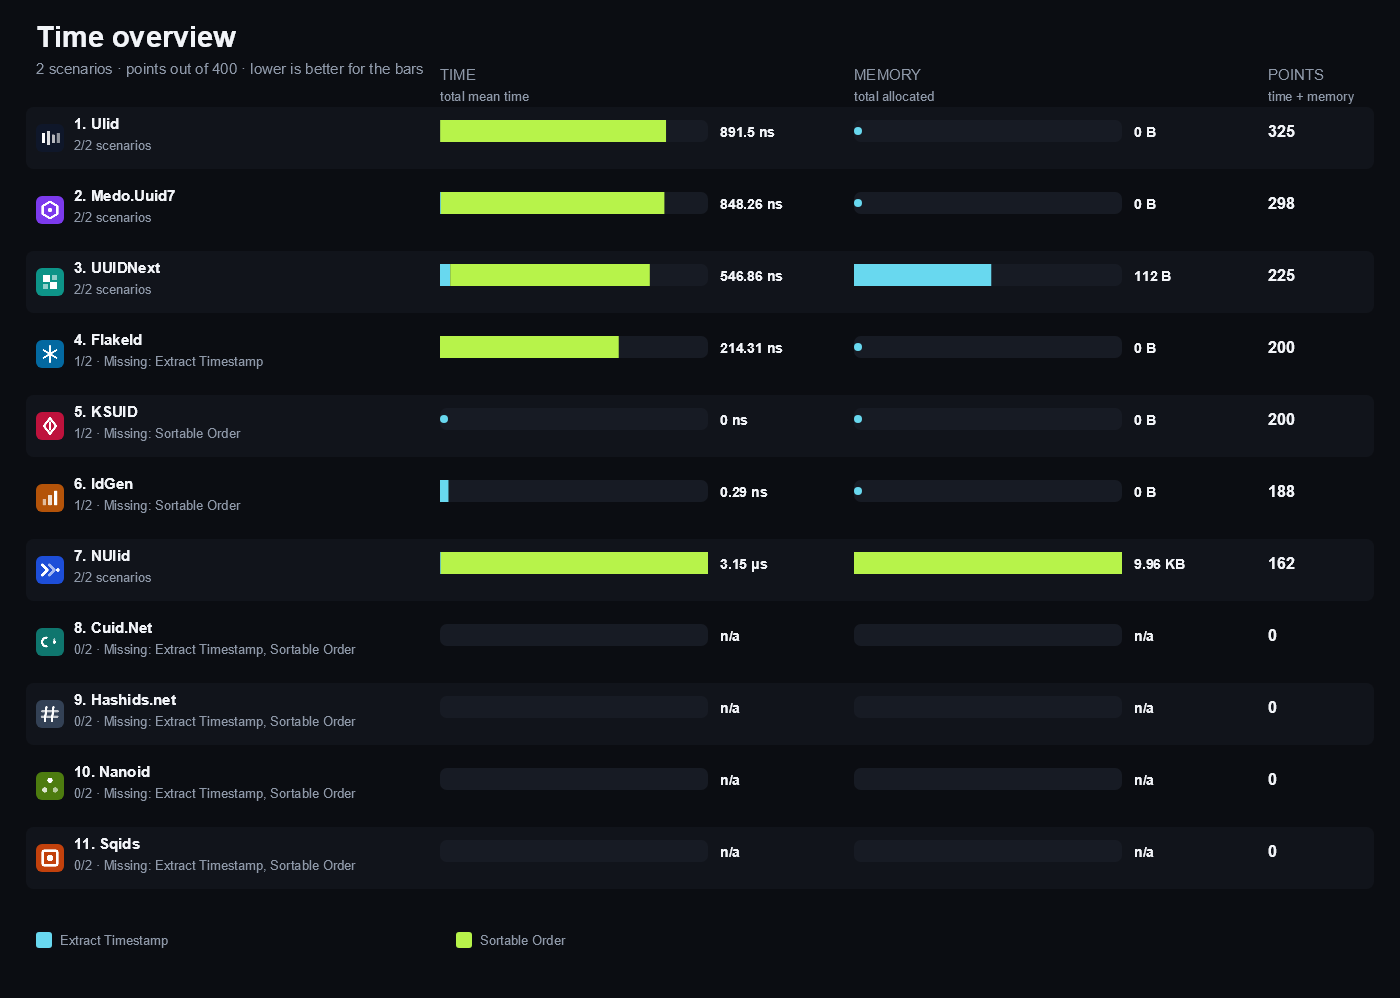 Time overview
2 scenarios · points out of 400 · lower is better for the bars
TIME
total mean time
MEMORY
total allocated
POINTS
time + memory
1. Ulid
2/2 scenarios
891.5 ns
0 B
325
2. Medo.Uuid7
2/2 scenarios
848.26 ns
0 B
298
3. UUIDNext
2/2 scenarios
546.86 ns
112 B
225
4. FlakeId
1/2 · Missing: Extract Timestamp
214.31 ns
0 B
200
5. KSUID
1/2 · Missing: Sortable Order
0 ns
0 B
200
6. IdGen
1/2 · Missing: Sortable Order
0.29 ns
0 B
188
7. NUlid
2/2 scenarios
3.15 µs
9.96 KB
162
8. Cuid.Net
0/2 · Missing: Extract Timestamp, Sortable Order
n/a
n/a
0
9. Hashids.net
0/2 · Missing: Extract Timestamp, Sortable Order
n/a
n/a
0
10. Nanoid
0/2 · Missing: Extract Timestamp, Sortable Order
n/a
n/a
0
11. Sqids
0/2 · Missing: Extract Timestamp, Sortable Order
n/a
n/a
0
Extract Timestamp
Sortable Order